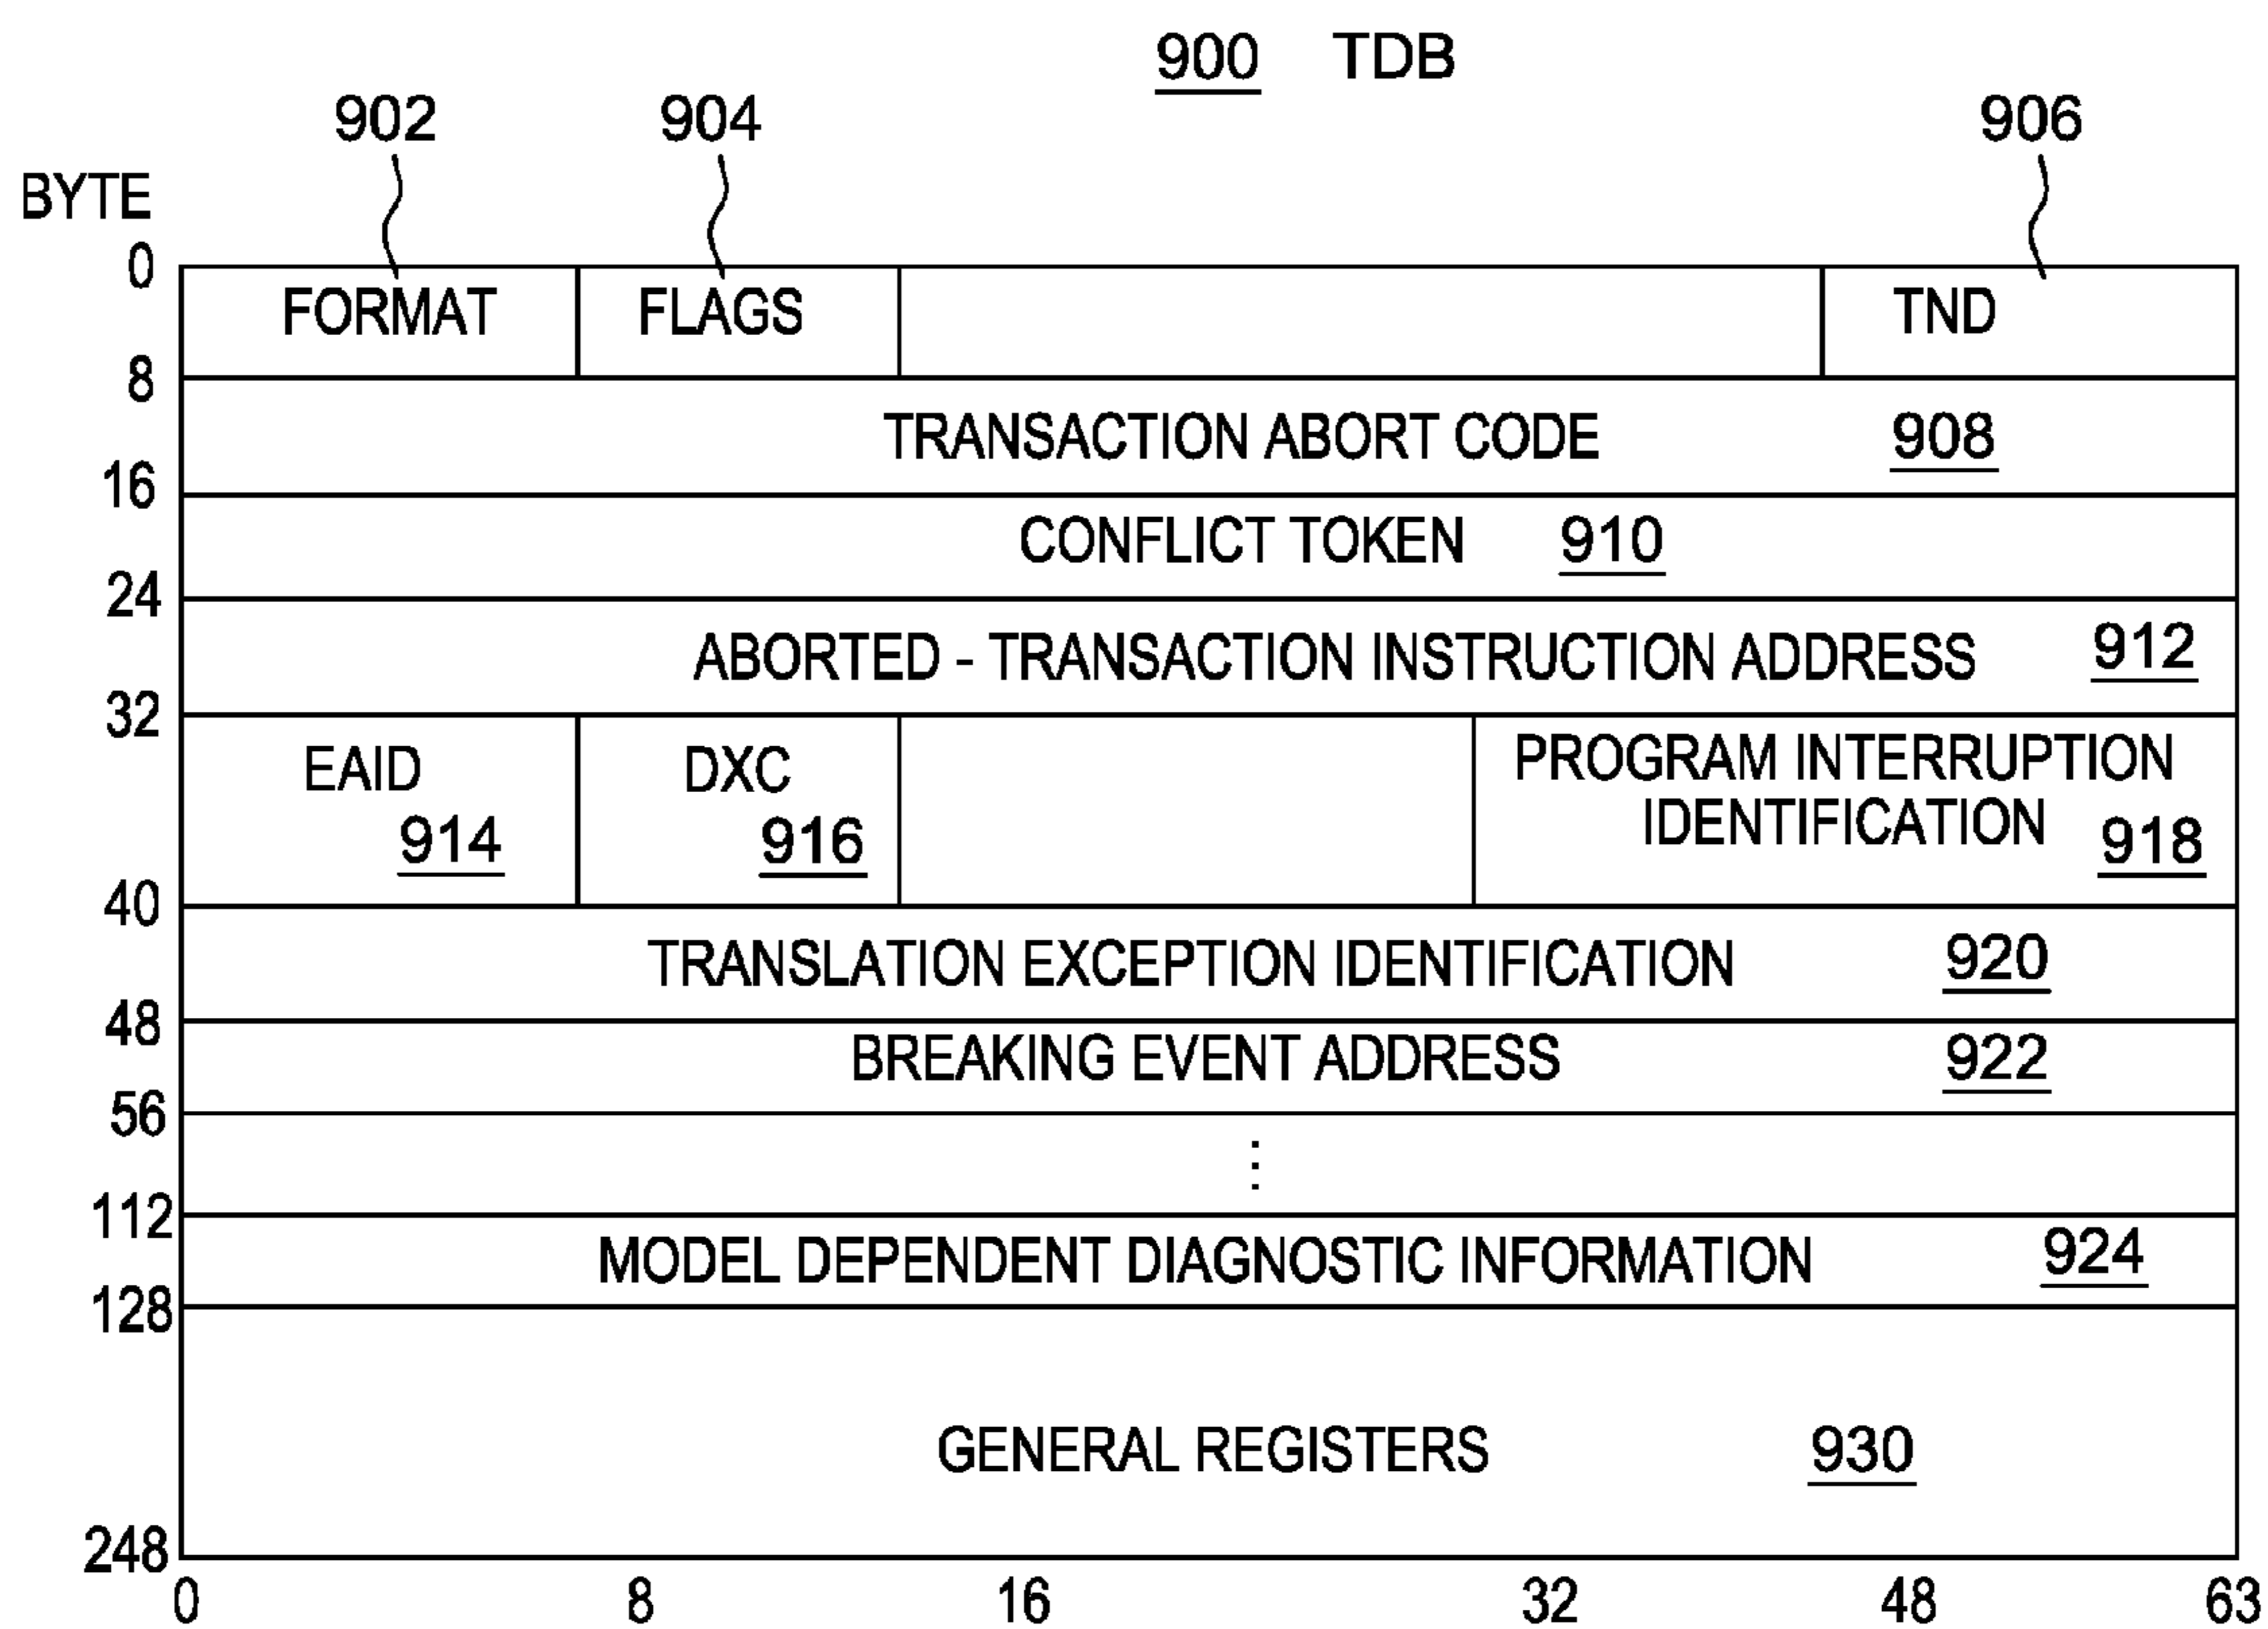 900 TDB
902 904 906
BYTE
0
FORMAT FLAGS TND
8
TRANSACTION ABORT CODE 908
16
CONFLICT TOKEN 910
24
ABORTED - TRANSACTION INSTRUCTION ADDRESS 912
32
EAID DXC PROGRAM INTERRUPTION
914 916 IDENTIFICATION 918
40
TRANSLATION EXCEPTION IDENTIFICATION 920
48
BREAKING EVENT ADDRESS 922
56
⋮
112
MODEL DEPENDENT DIAGNOSTIC INFORMATION 924
128
GENERAL REGISTERS 930
248
0 8 16 32 48 63